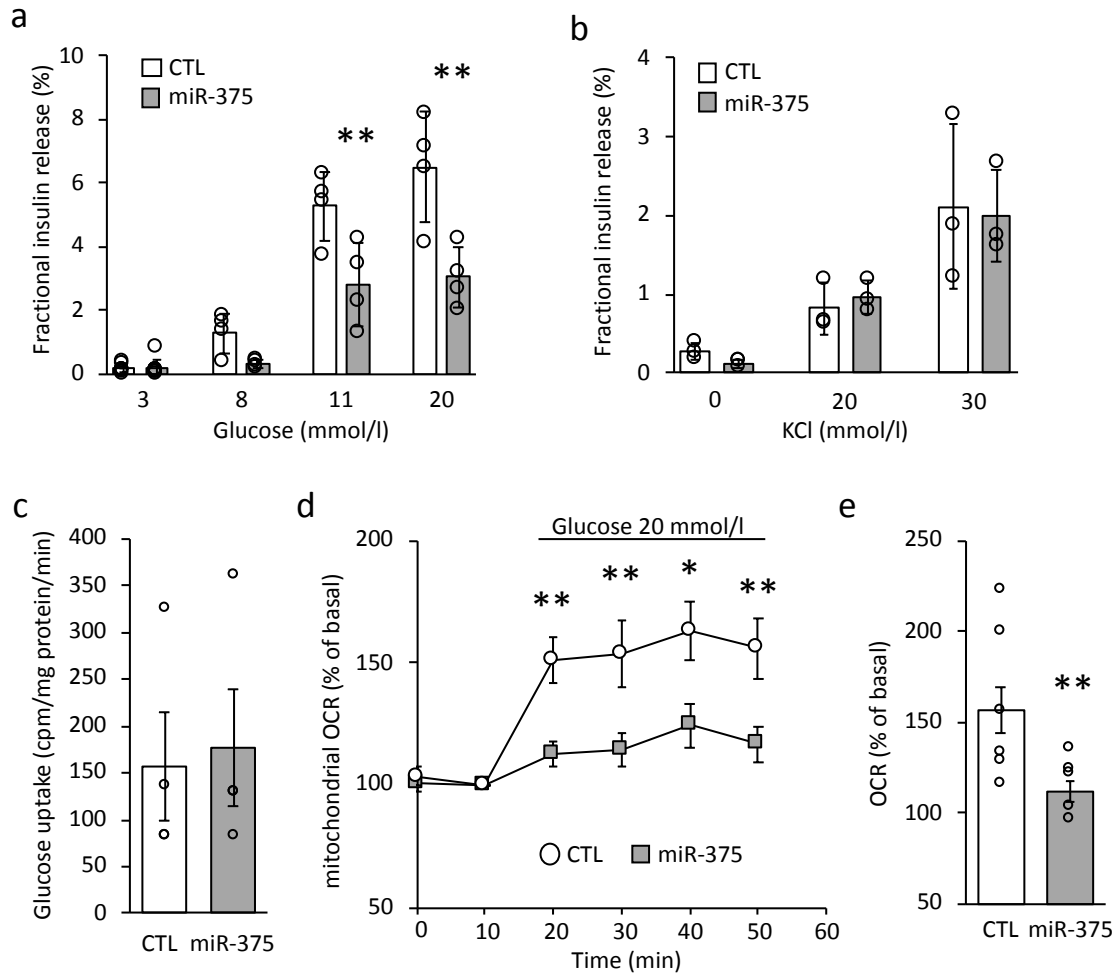 a
Fractional insulin release (%)
10
8
6
4
2
0
CTL
miR-375
**
**
3 8 11 20
Glucose (mmol/l)
b
Fractional insulin release (%)
4
3
2
1
0
CTL
miR-375
0 20 30
KCl (mmol/l)
c
Glucose uptake (cpm/mg protein/min)
400
350
300
250
200
150
100
50
0
CTL miR-375
d
mitochondrial OCR (% of basal)
200
150
100
50
Glucose 20 mmol/l
** ** * **
CTL miR-375
0 10 20 30 40 50 60
Time (min)
e
OCR (% of basal)
250
200
150
100
50
**
CTL miR-375